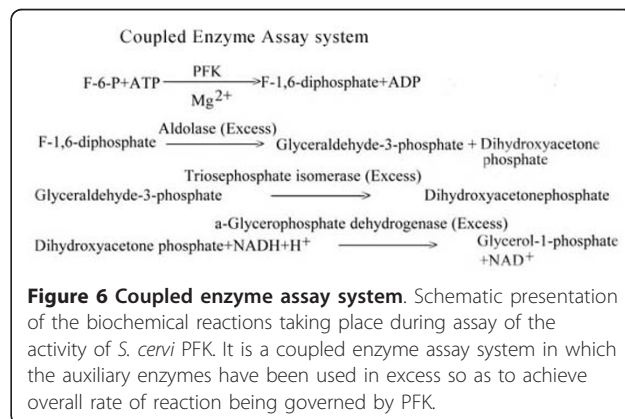 Coupled Enzyme Assay system
PFK
F-6-P+ATP ⟶ F-1,6-diphosphate+ADP
Mg2+
Aldolase (Excess)
F-1,6-diphosphate ⟶ Glyceraldehyde-3-phosphate + Dihydroxyacetone
phosphate
Triosephosphate isomerase (Excess)
Glyceraldehyde-3-phosphate ⟶ Dihydroxyacetonephosphate
a-Glycerophosphate dehydrogenase (Excess)
Dihydroxyacetone phosphate+NADH+H+ ⟶ Glycerol-1-phosphate
+NAD+
Figure 6 Coupled enzyme assay system. Schematic presentation
of the biochemical reactions taking place during assay of the
activity of S. cervi PFK. It is a coupled enzyme assay system in which
the auxiliary enzymes have been used in excess so as to achieve
overall rate of reaction being governed by PFK.